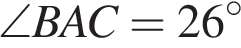 ∠BAC = 26°